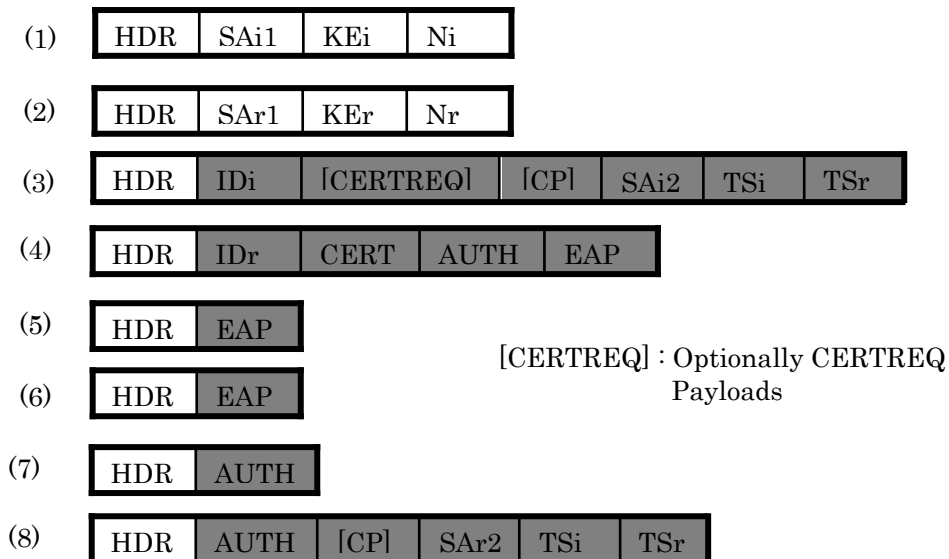 (1) HDR SAi1 KEi Ni
(2) HDR SAr1 KEr Nr
(3) HDR IDi [CERTREQ] [CP] SAi2 TSi TSr
(4) HDR IDr CERT AUTH EAP
(5) HDR EAP
[CERTREQ] : Optionally CERTREQ
Payloads
(6) HDR EAP
(7) HDR AUTH
(8) HDR AUTH [CP] SAr2 TSi TSr